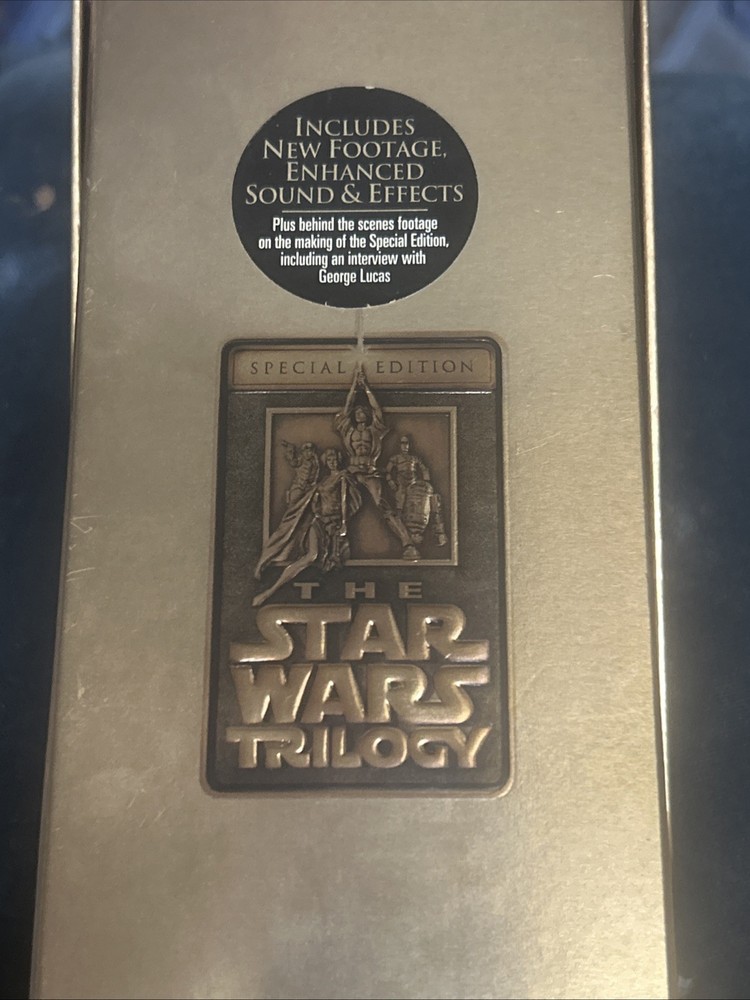 INCLUDES
NEW FOOTAGE,
ENHANCED
SOUND & EFFECTS
Plus behind the scenes footage
on the making of the Special Edition,
including an interview with
George Lucas
SPECIAL EDITION
THE
STAR
WARS
TRILOGY